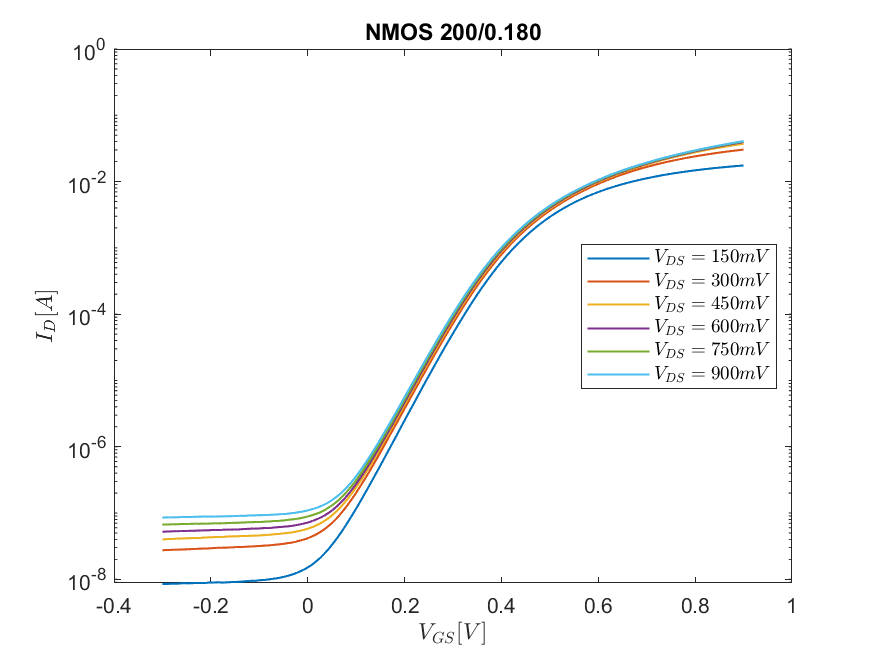 NMOS 200/0.180
10^0
10^-2
10^-4
10^-6
10^-8
I_D[A]
V_DS = 150mV
V_DS = 300mV
V_DS = 450mV
V_DS = 600mV
V_DS = 750mV
V_DS = 900mV
-0.4 -0.2 0 0.2 0.4 0.6 0.8 1
V_GS[V]